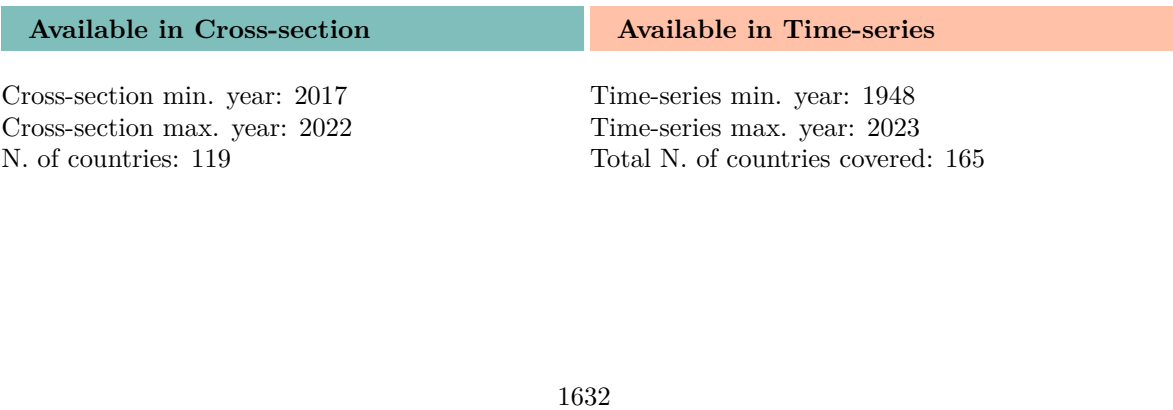 Available in Cross-section
Available in Time-series
Cross-section min. year: 2017
Cross-section max. year: 2022
N. of countries: 119
Time-series min. year: 1948
Time-series max. year: 2023
Total N. of countries covered: 165
1632